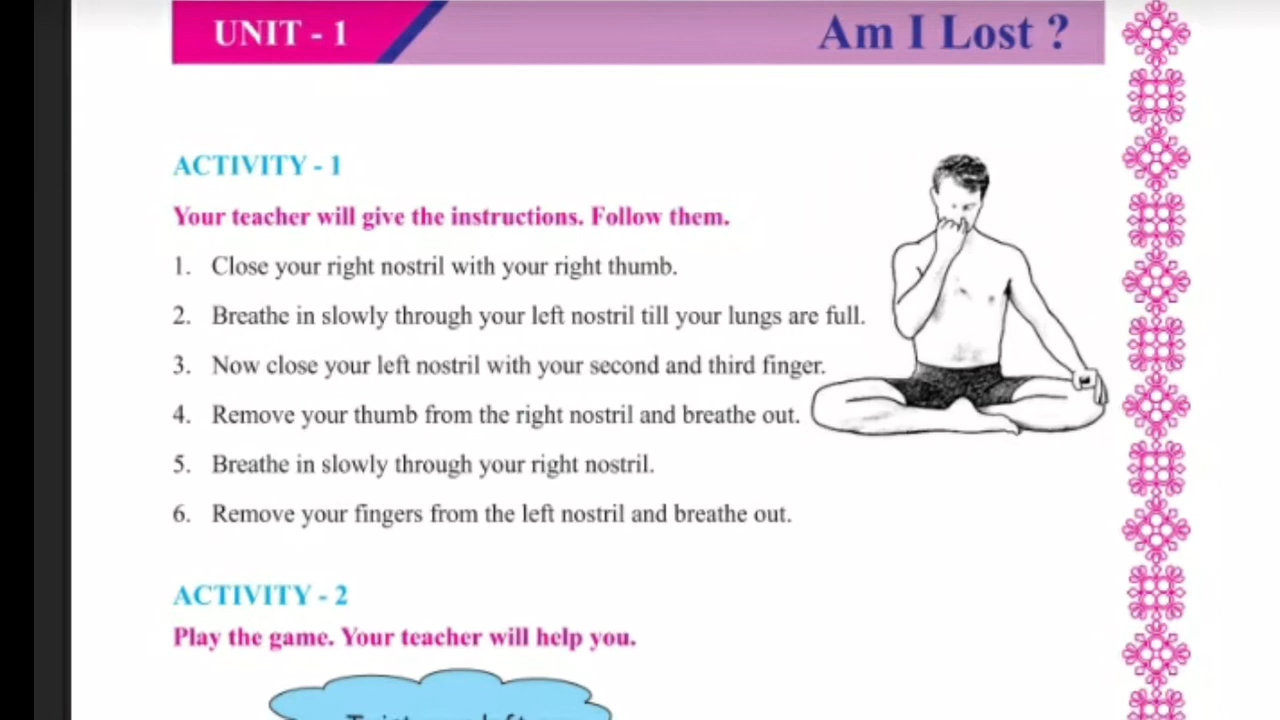 UNIT - 1
Am I Lost ?
ACTIVITY - 1
Your teacher will give the instructions. Follow them.
1. Close your right nostril with your right thumb.
2. Breathe in slowly through your left nostril till your lungs are full.
3. Now close your left nostril with your second and third finger.
4. Remove your thumb from the right nostril and breathe out.
5. Breathe in slowly through your right nostril.
6. Remove your fingers from the left nostril and breathe out.
ACTIVITY - 2
Play the game. Your teacher will help you.